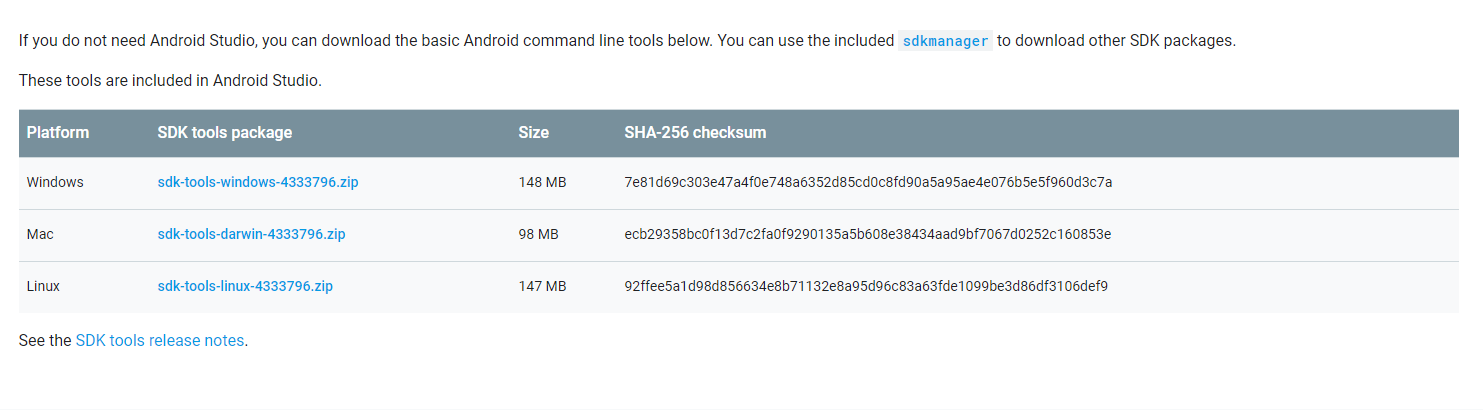 If you do not need Android Studio, you can download the basic Android command line tools below. You can use the included sdkmanager to download other SDK packages.
These tools are included in Android Studio.
Platform SDK tools package Size SHA-256 checksum
Windows sdk-tools-windows-4333796.zip 148 MB 7e81d69c303e47a4f0e748a6352d85cd0c8fd90a5a95ae4e076b5e5f960d3c7a
Mac sdk-tools-darwin-4333796.zip 98 MB ecb29358bc0f13d7c2fa0f9290135a5b608e38434aad9bf7067d0252c160853e
Linux sdk-tools-linux-4333796.zip 147 MB 92ffee5a1d98d856634e8b71132e8a95d96c83a63fde1099be3d86df3106def9
See the SDK tools release notes.